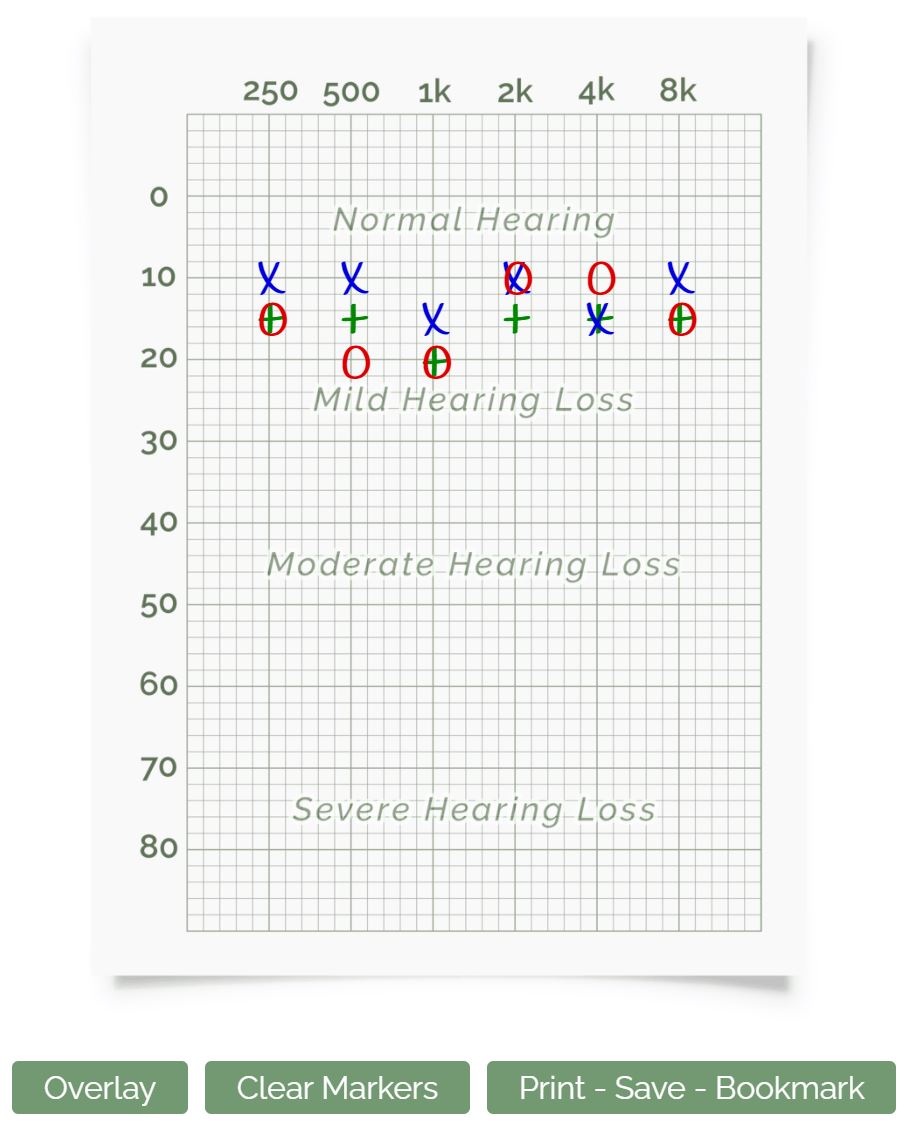 250 500 1k 2k 4k 8k
0
Normal Hearing
10
20
Mild Hearing Loss
30
40
Moderate Hearing Loss
50
60
70
Severe Hearing Loss
80
Overlay Clear Markers Print - Save - Bookmark